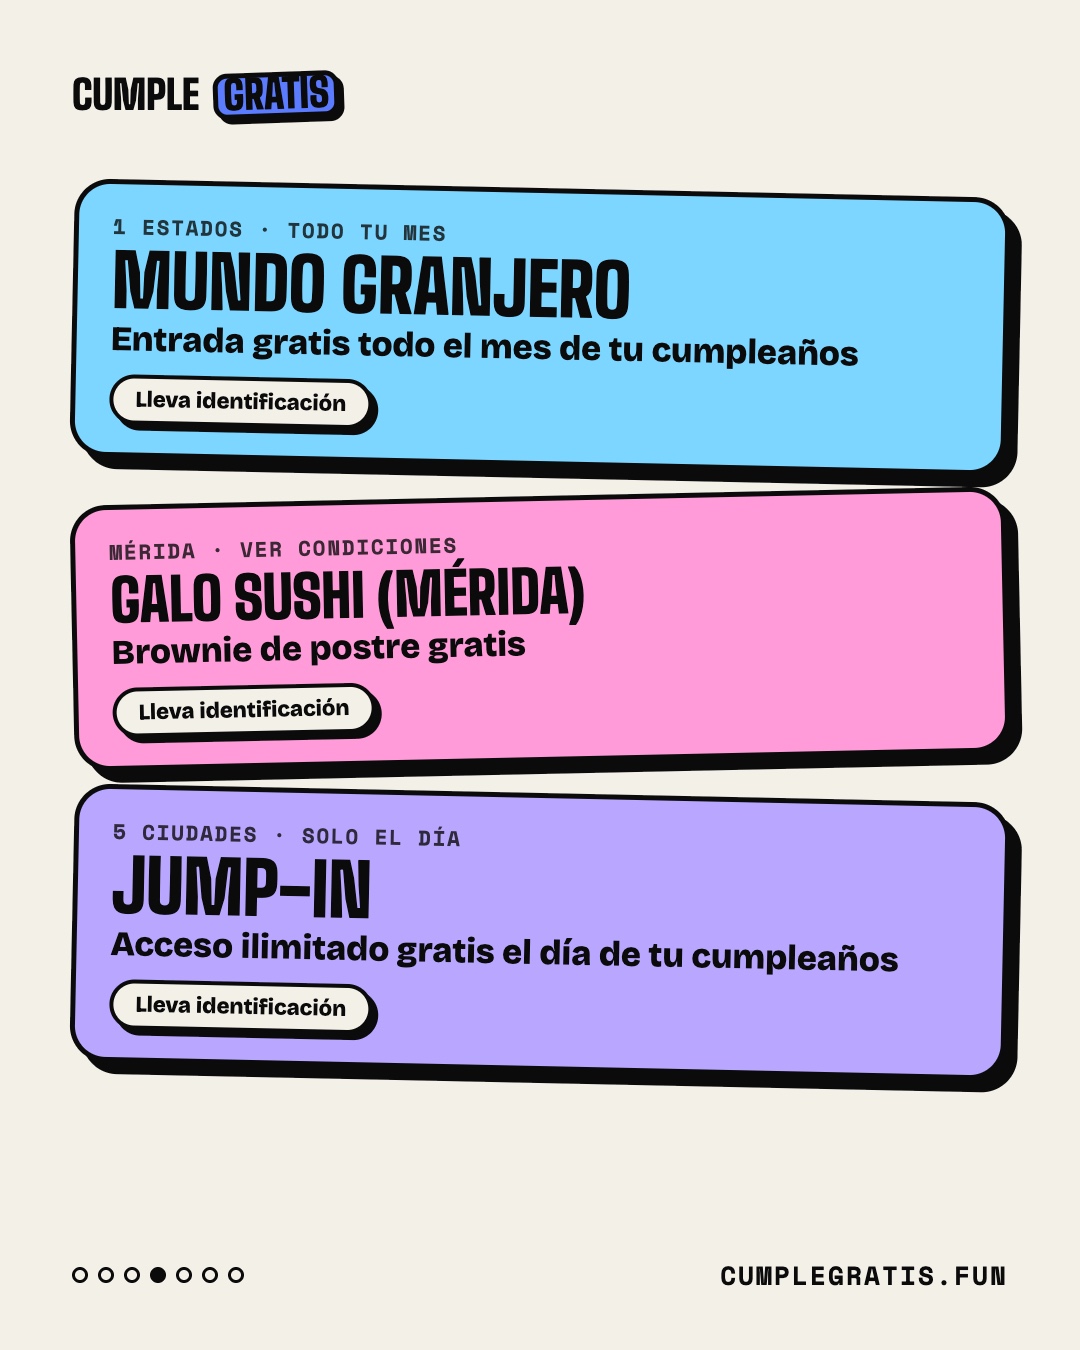 CUMPLE GRATIS
1 ESTADOS · TODO TU MES
MUNDO GRANJERO
Entrada gratis todo el mes de tu cumpleaños
Lleva identificación
MÉRIDA · VER CONDICIONES
GALO SUSHI (MÉRIDA)
Brownie de postre gratis
Lleva identificación
5 CIUDADES · SOLO EL DÍA
JUMP-IN
Acceso ilimitado gratis el día de tu cumpleaños
Lleva identificación
CUMPLEGRATIS.FUN